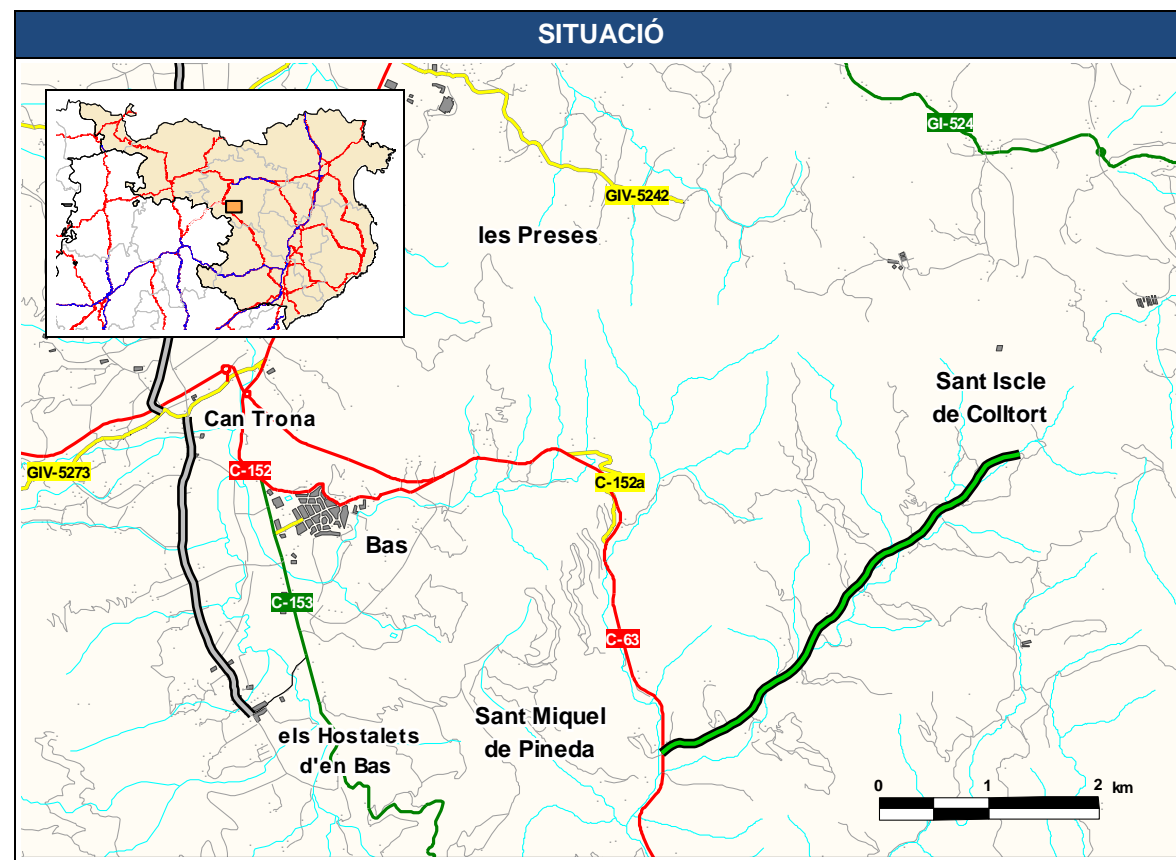 SITUACIÓ
GI-524
GIV-5242
les Preses
Sant Iscle
de Colltort
Can Trona
GIV-5273
C-152
C-152a
Bas
C-153
C-63
Sant Miquel
de Pineda
els Hostalets
d'en Bas
0 1 2 km